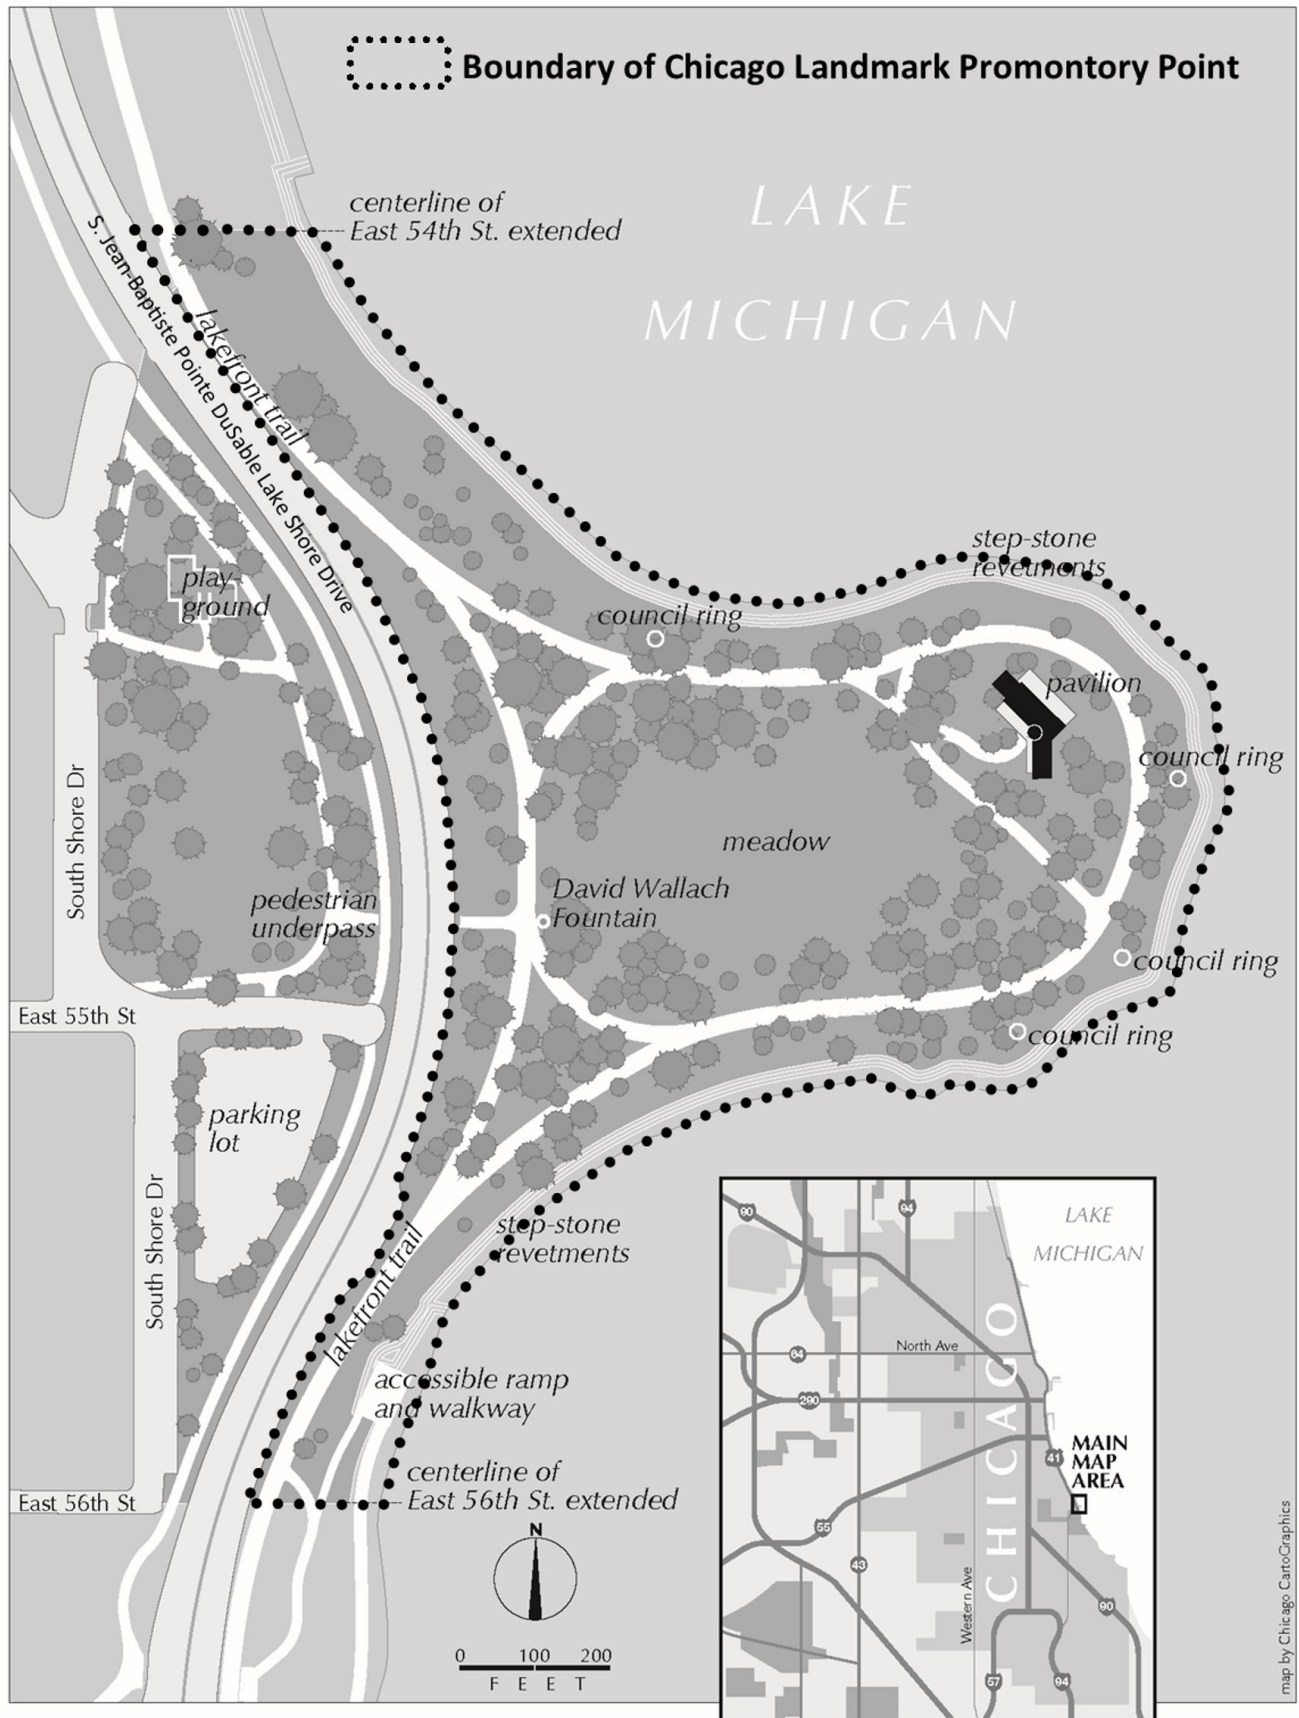 Boundary of Chicago Landmark Promontory Point
LAKE
MICHIGAN
centerline of
East 54th St. extended
S. Jean-Baptiste Pointe DuSable Lake Shore Drive
lakefront trail
step-stone
revetments
play-
ground
council ring
pavilion
council ring
South Shore Dr
meadow
pedestrian
underpass
David Wallach
Fountain
council ring
East 55th St
council ring
parking
lot
South Shore Dr
step-stone
revetments
lakefront trail
accessible ramp
and walkway
centerline of
East 56th St. extended
East 56th St
N
0 100 200
FEET
LAKE
MICHIGAN
90
94
North Ave
64
290
CHICAGO
MAIN
MAP
AREA
41
55
43
Western Ave
90
57
94
map by Chicago CartoGraphics